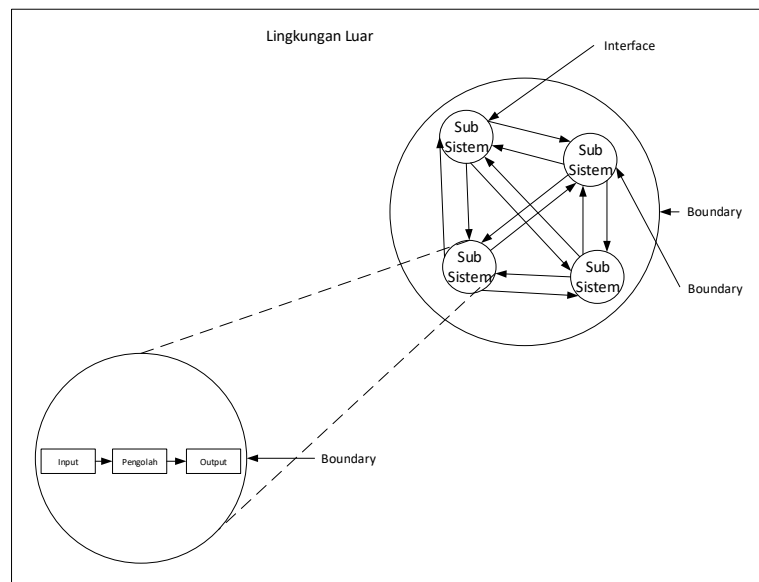 Lingkungan Luar
Interface
Sub
Sistem
Sub
Sistem
Boundary
Sub
Sistem
Sub
Sistem
Boundary
Input
Pengolah
Output
Boundary